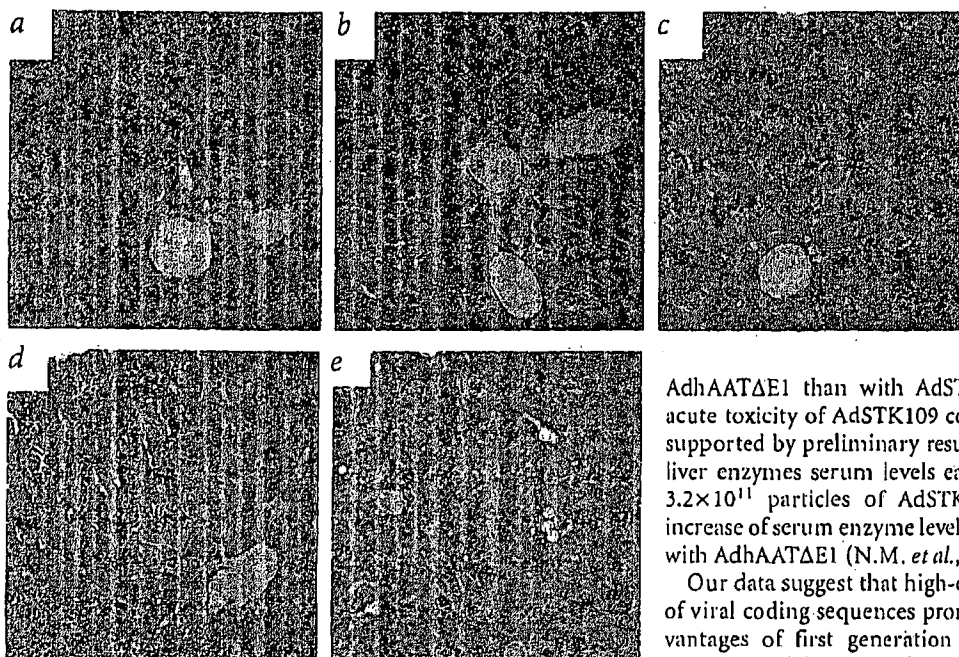 a
b
c
d
e
AdhAATΔE1 than with AdST
acute toxicity of AdSTK109 co
supported by preliminary resu
liver enzymes serum levels ea
3.2×10¹¹ particles of AdSTK
increase of serum enzyme level
with AdhAATΔE1 (N.M. et al.,
Our data suggest that high-c
of viral coding sequences pron
vantages of first generation